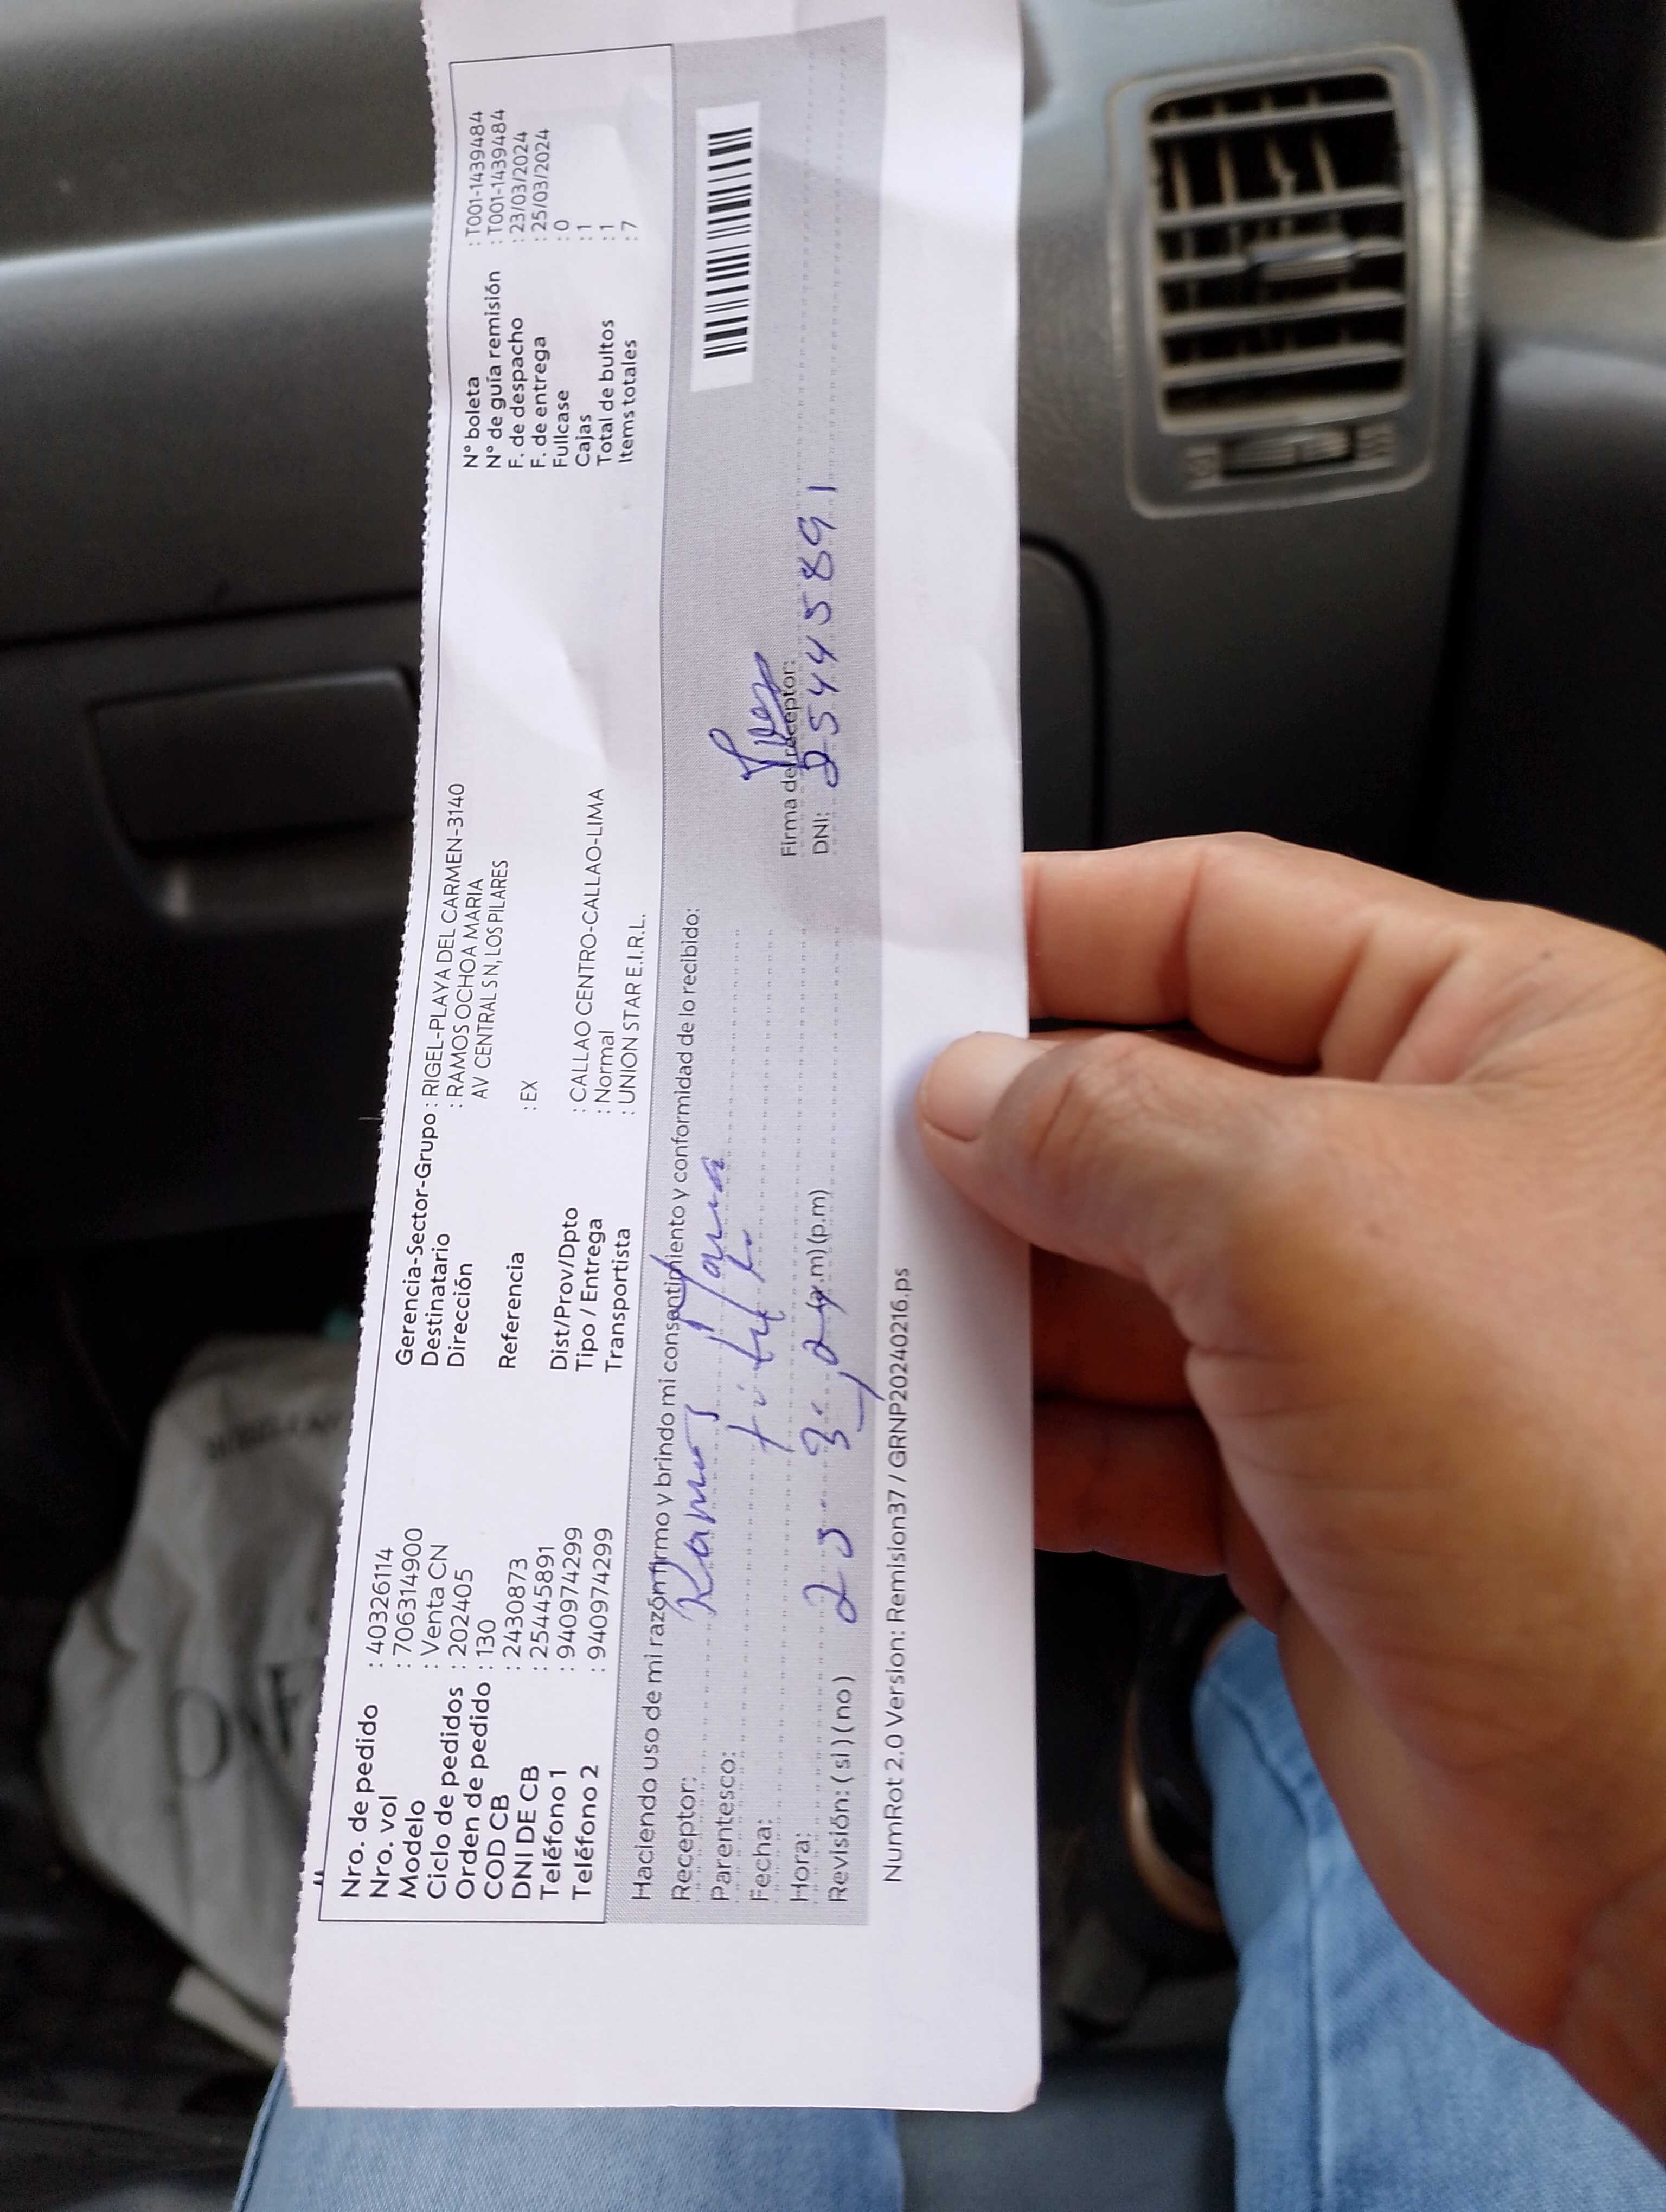 Nro. de pedido : 40326114
Nro. vol : 706314900
Modelo : Venta CN
Ciclo de pedidos : 202405
Orden de pedido : 130
COD CB : 2430873
DNI DE CB : 25445891
Teléfono 1 : 940974299
Teléfono 2 : 940974299
Gerencia-Sector-Grupo : RIGEL-PLAYA DEL CARMEN-3140
Destinatario : RAMOS OCHOA MARIA
Dirección AV CENTRAL S N, LOS PILARES
Referencia : EX
Dist/Prov/Dpto : CALLAO CENTRO-CALLAO-LIMA
Tipo / Entrega : Normal
Transportista : UNION STAR E.I.R.L.
N° boleta : T001-1439484
N° de guía remisión : T001-1439484
F. de despacho : 23/03/2024
F. de entrega : 25/03/2024
Fullcase : 0
Cajas : 1
Total de bultos : 1
Items totales : 7
Haciendo uso de mi razón firmo y brindo mi consentimiento y conformidad de lo recibido:
Receptor: Ramos Maria
Parentesco:
Fecha:
Hora: (a.m) (p.m)
Revisión: ( si ) ( no )
Firma del receptor:
DNI: 25445891
NumRot 2.0 Version: Remision37 / GRNP20240216.ps